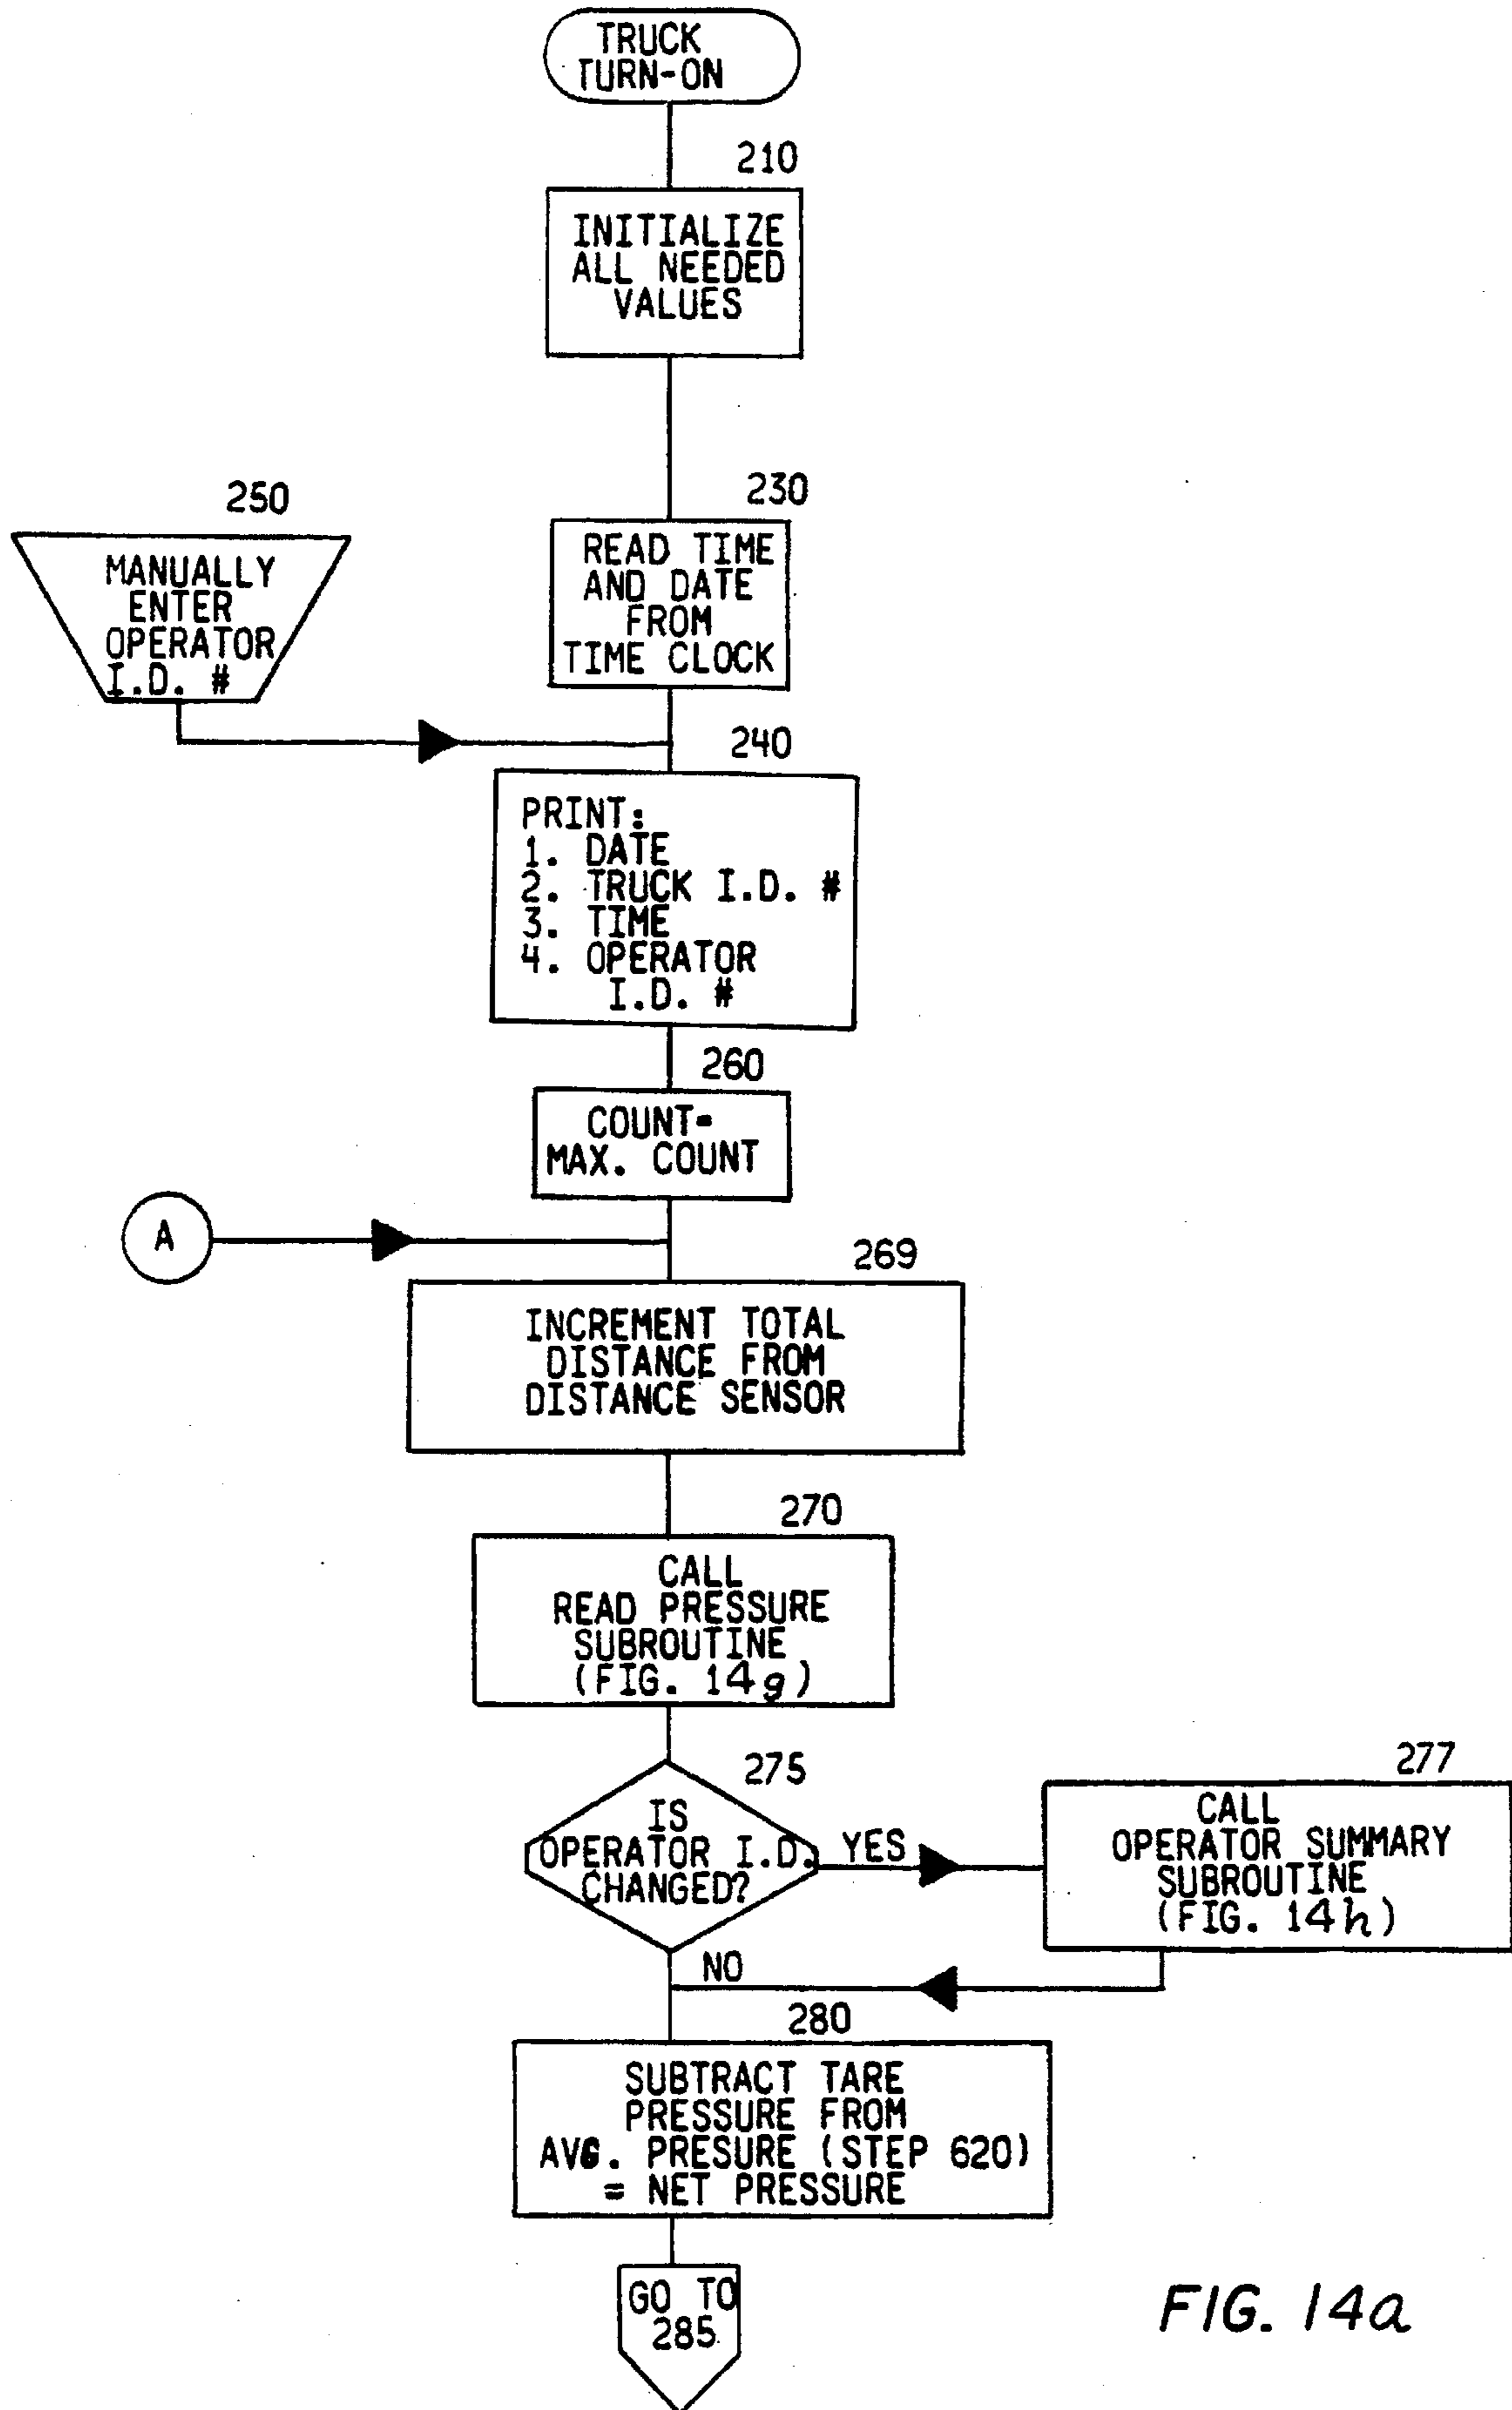 TRUCK
TURN-ON
210
INITIALIZE
ALL NEEDED
VALUES
230
READ TIME
AND DATE
FROM
TIME CLOCK
250
MANUALLY
ENTER
OPERATOR
I.D. #
240
PRINT:
1. DATE
2. TRUCK I.D. #
3. TIME
4. OPERATOR
I.D. #
260
COUNT=
MAX. COUNT
A
269
INCREMENT TOTAL
DISTANCE FROM
DISTANCE SENSOR
270
CALL
READ PRESSURE
SUBROUTINE
(FIG. 14g)
275
IS
OPERATOR I.D.
CHANGED?
YES
277
CALL
OPERATOR SUMMARY
SUBROUTINE
(FIG. 14h)
NO
280
SUBTRACT TARE
PRESSURE FROM
AVG. PRESURE (STEP 620)
= NET PRESSURE
GO TO
285
FIG. 14a